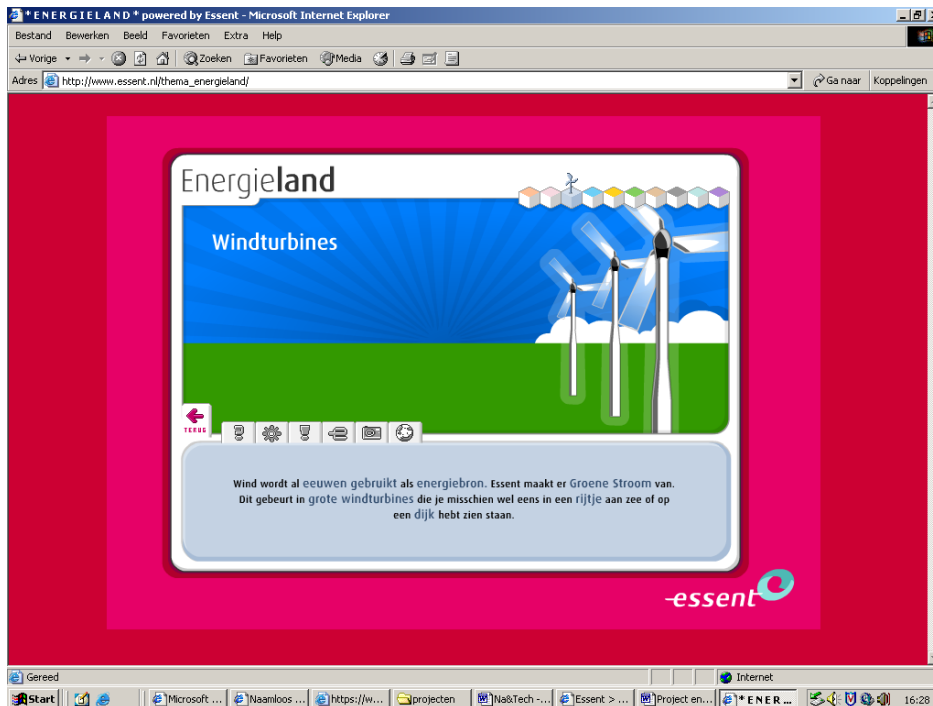 * E N E R G I E L A N D * powered by Essent - Microsoft Internet Explorer
Bestand Bewerken Beeld Favorieten Extra Help
Vorige Zoeken Favorieten Media
Adres http://www.essent.nl/thema_energieland/ Ga naar Koppelingen
Energieland
Windturbines
TERUG
Wind wordt al eeuwen gebruikt als energiebron. Essent maakt er Groene Stroom van.
Dit gebeurt in grote windturbines die je misschien wel eens in een rijtje aan zee of op
een dijk hebt zien staan.
essent
Gereed Internet
Start Microsoft ... Naamloos ... https://w... projecten Na&Tech -... Essent > ... Project en... * E N E R ... 16:28